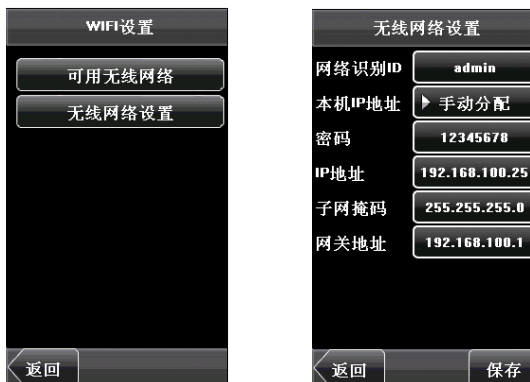 WIFI设置
可用无线网络
无线网络设置
返回
无线网络设置
网络识别ID admin
本机IP地址 手动分配
密码 12345678
IP地址 192.168.100.25
子网掩码 255.255.255.0
网关地址 192.168.100.1
返回 保存